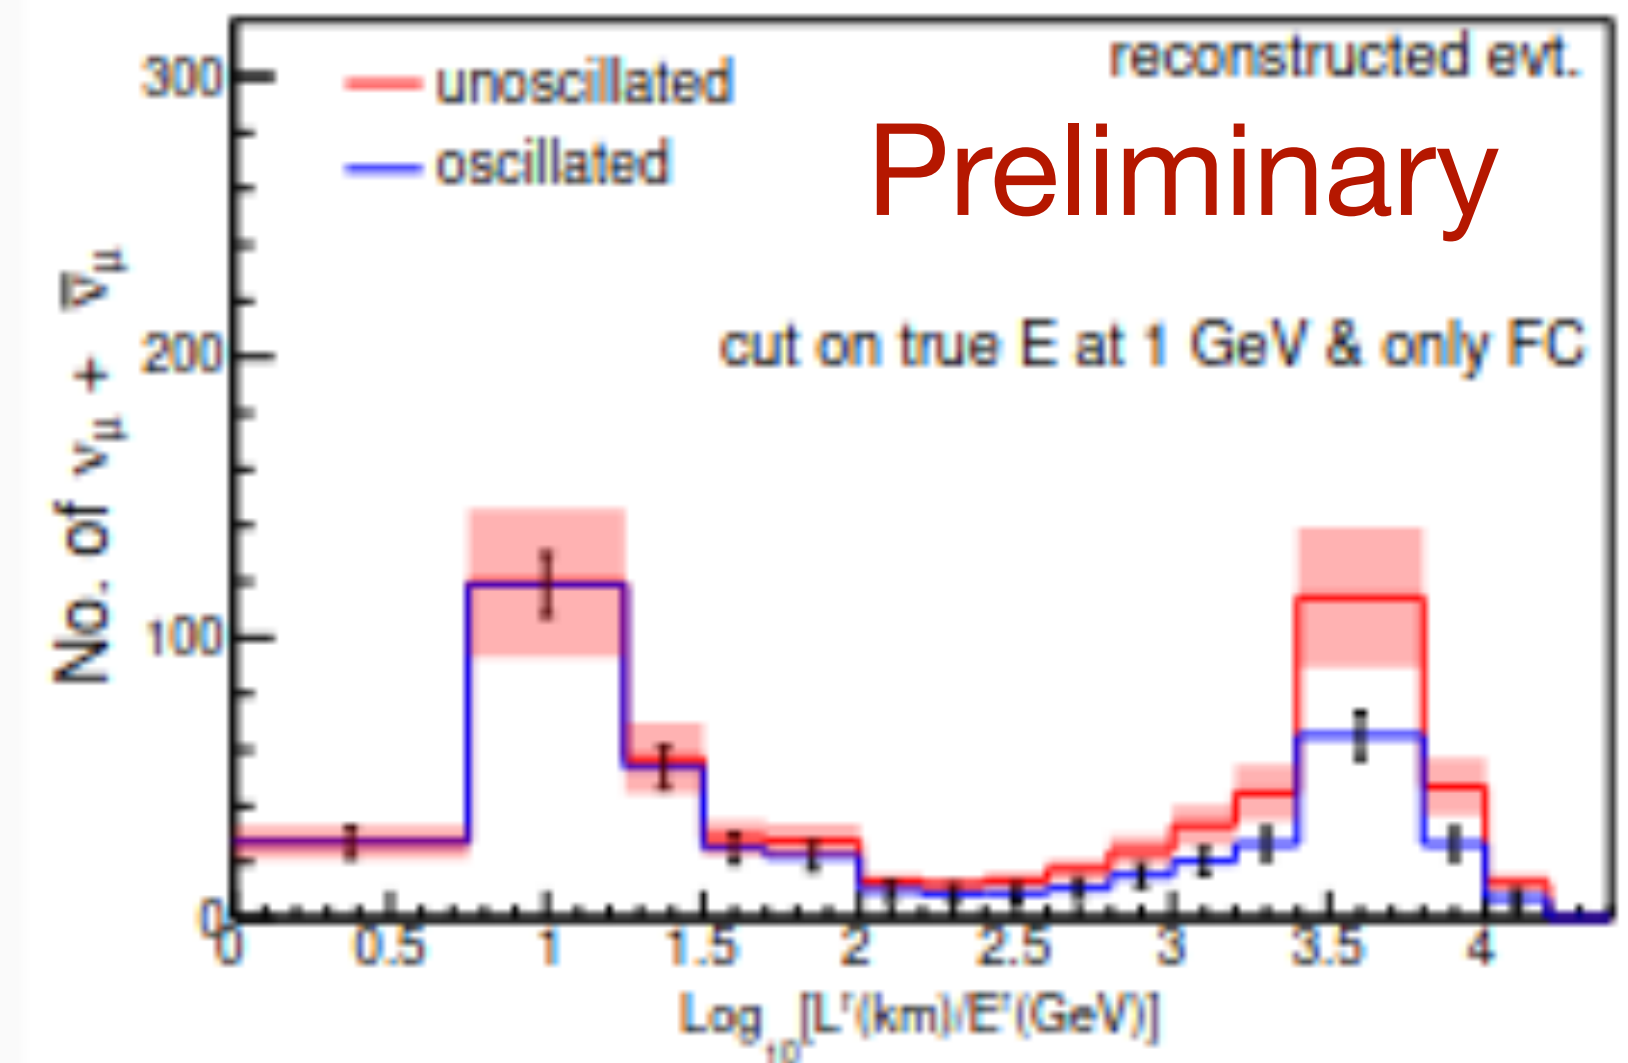 reconstructed evt.
unoscillated
oscillated
Preliminary
cut on true E at 1 GeV & only FC
No. of νμ + ν̅μ
300
200
100
0
0 0.5 1 1.5 2 2.5 3 3.5 4
Log₁₀[L^r(km)/E^r(GeV)]